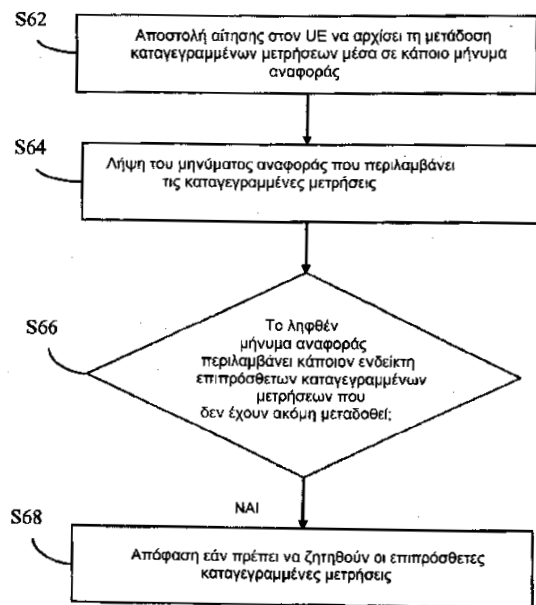 S62
Αποστολή αίτησης στον UE να αρχίσει τη μετάδοση
καταγεγραμμένων μετρήσεων μέσα σε κάποιο μήνυμα
αναφοράς
S64
Λήψη του μηνύματος αναφοράς που περιλαμβάνει
τις καταγεγραμμένες μετρήσεις
S66
Το ληφθέν
μήνυμα αναφοράς
περιλαμβάνει κάποιον ενδείκτη
επιπρόσθετων καταγεγραμμένων
μετρήσεων που
δεν έχουν ακόμη μεταδοθεί;
ΝΑΙ
S68
Απόφαση εάν πρέπει να ζητηθούν οι επιπρόσθετες
καταγεγραμμένες μετρήσεις